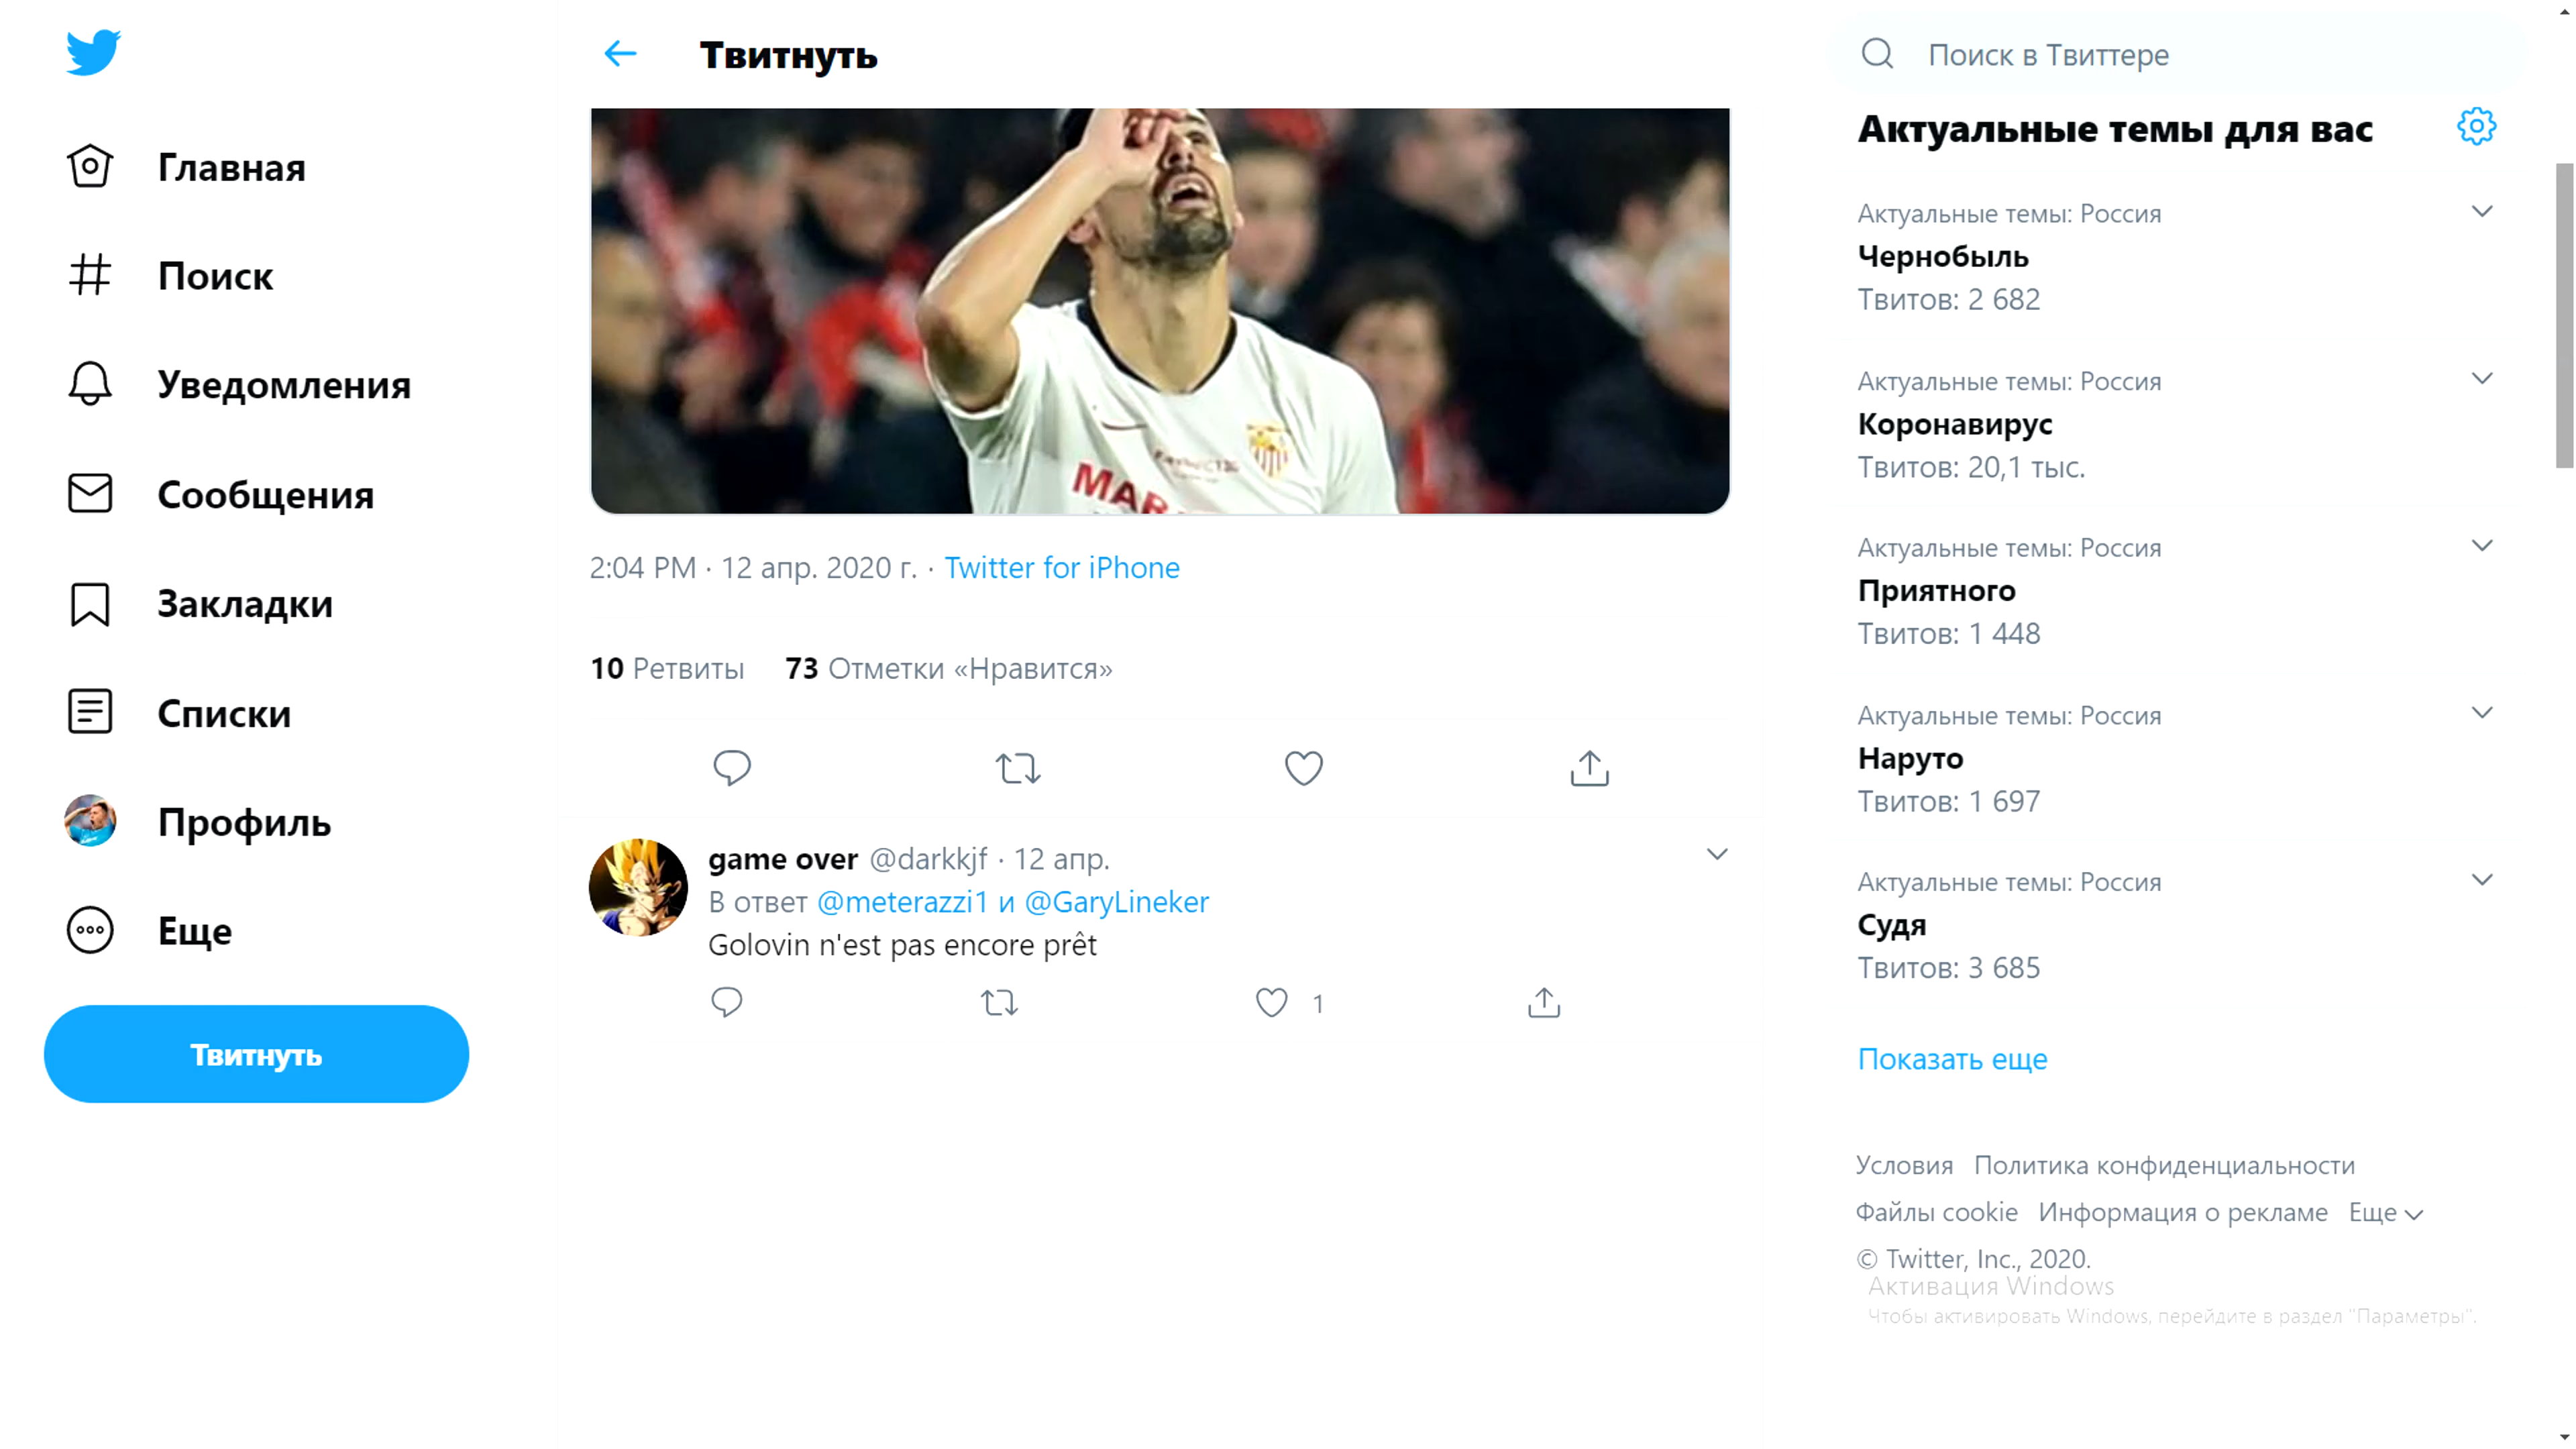 Твитнуть
Поиск в Твиттере
Главная
Поиск
Уведомления
Сообщения
Закладки
Списки
Профиль
Еще
Твитнуть
MAR
2:04 PM · 12 апр. 2020 г. · Twitter for iPhone
10 Ретвиты 73 Отметки «Нравится»
game over @darkkjf · 12 апр.
В ответ @meterazzi1 и @GaryLineker
Golovin n'est pas encore prêt
1
Актуальные темы для вас
Актуальные темы: Россия
Чернобыль
Твитов: 2 682
Актуальные темы: Россия
Коронавирус
Твитов: 20,1 тыс.
Актуальные темы: Россия
Приятного
Твитов: 1 448
Актуальные темы: Россия
Наруто
Твитов: 1 697
Актуальные темы: Россия
Судя
Твитов: 3 685
Показать еще
Условия Политика конфиденциальности
Файлы cookie Информация о рекламе Еще
© Twitter, Inc., 2020.
Активация Windows
Чтобы активировать Windows, перейдите в раздел "Параметры".